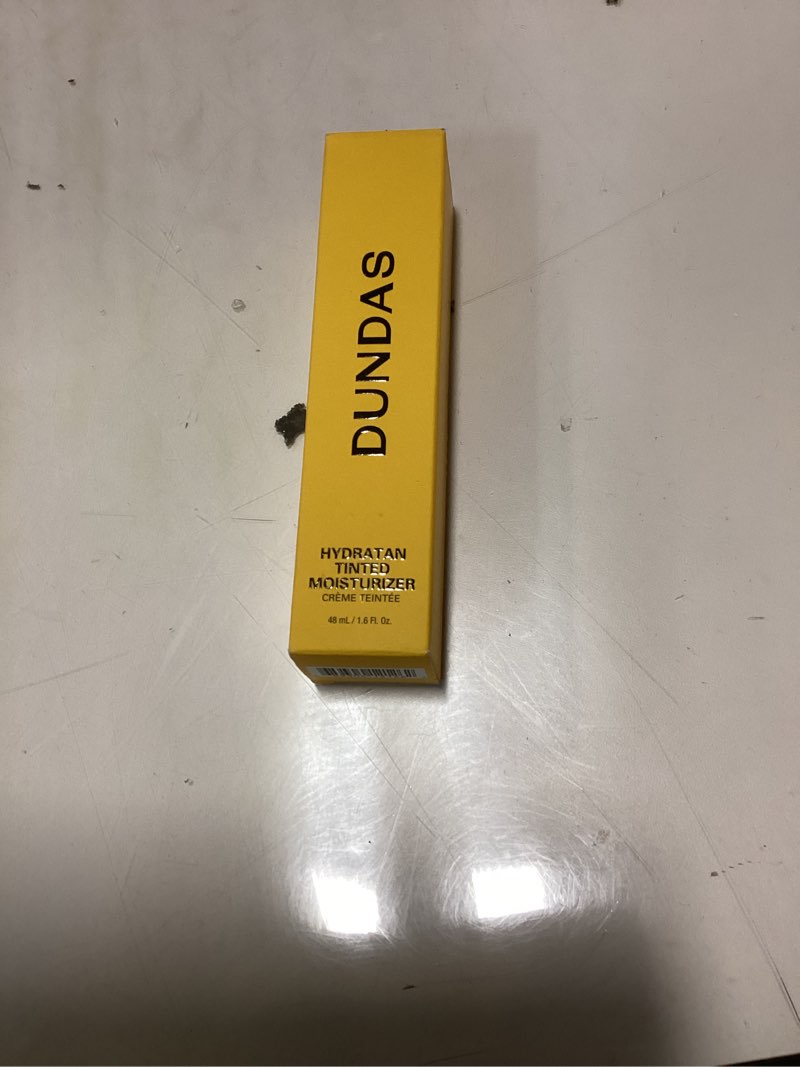 DUNDAS
HYDRATAN
TINTED
MOISTURIZER
CRÈME TEINTÉE
48 mL / 1.6 Fl. Oz.